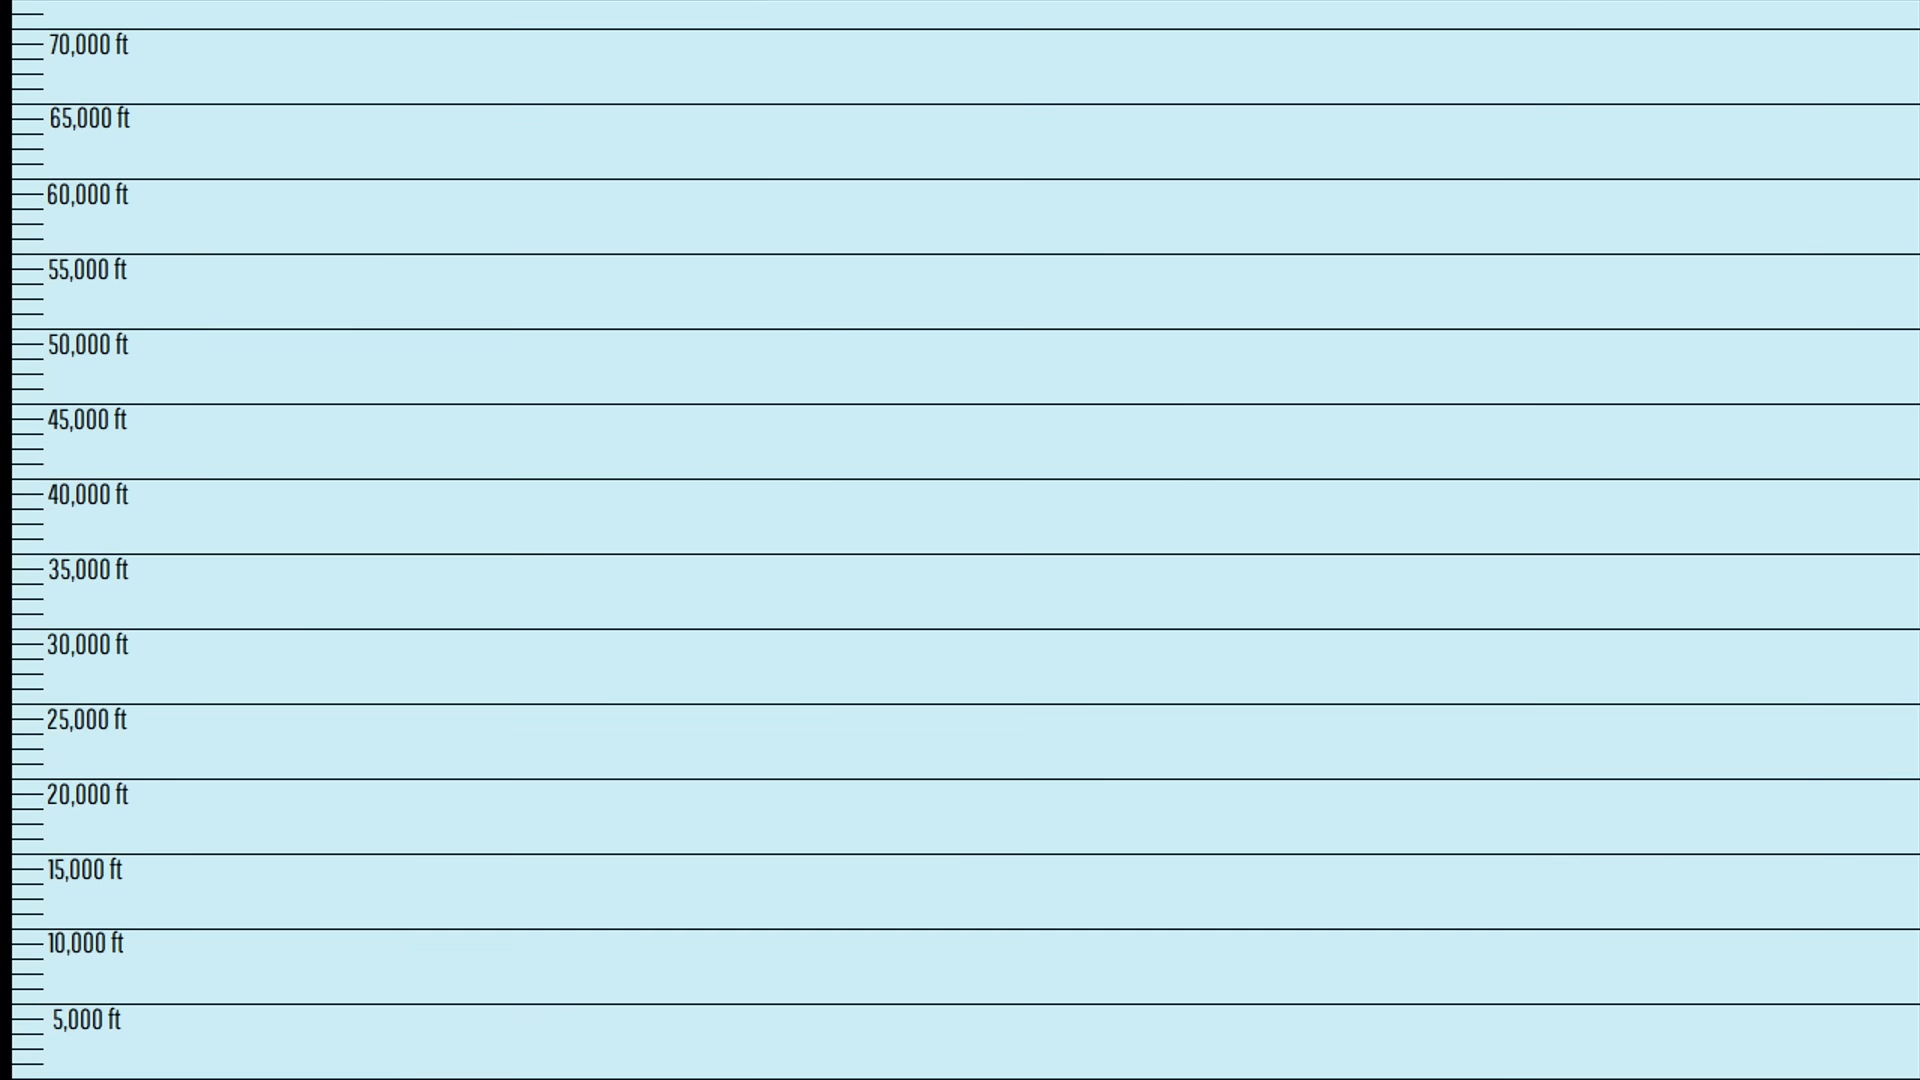 70,000 ft
65,000 ft
60,000 ft
55,000 ft
50,000 ft
45,000 ft
40,000 ft
35,000 ft
30,000 ft
25,000 ft
20,000 ft
15,000 ft
10,000 ft
5,000 ft